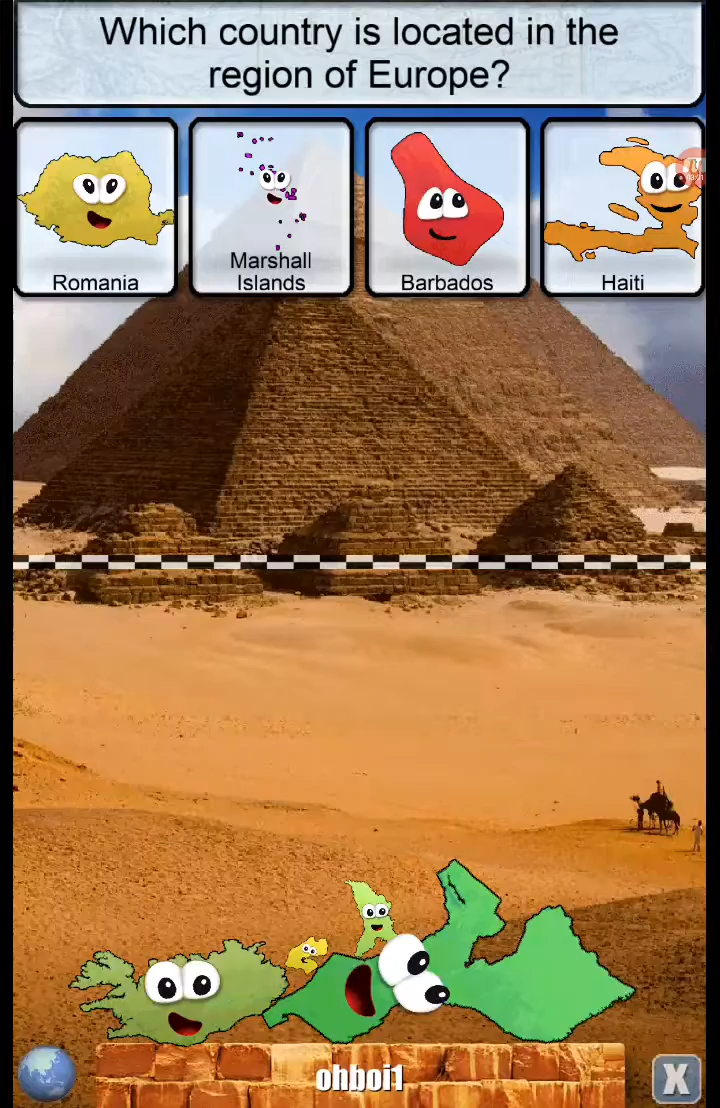 Which country is located in the
region of Europe?
Romania
Marshall
Islands
Barbados
Haiti
ohboi1
X